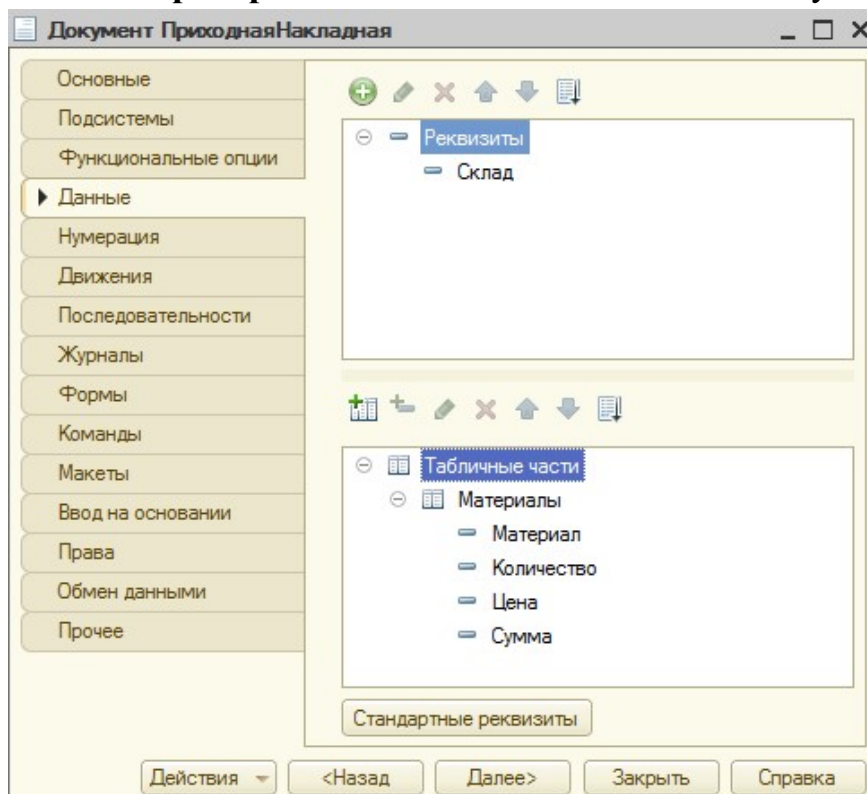 Документ ПриходнаяНакладная
Основные
Подсистемы
Функциональные опции
Данные
Нумерация
Движения
Последовательности
Журналы
Формы
Команды
Макеты
Ввод на основании
Права
Обмен данными
Прочее
Реквизиты
Склад
Табличные части
Материалы
Материал
Количество
Цена
Сумма
Стандартные реквизиты
Действия
<Назад
Далее>
Закрыть
Справка